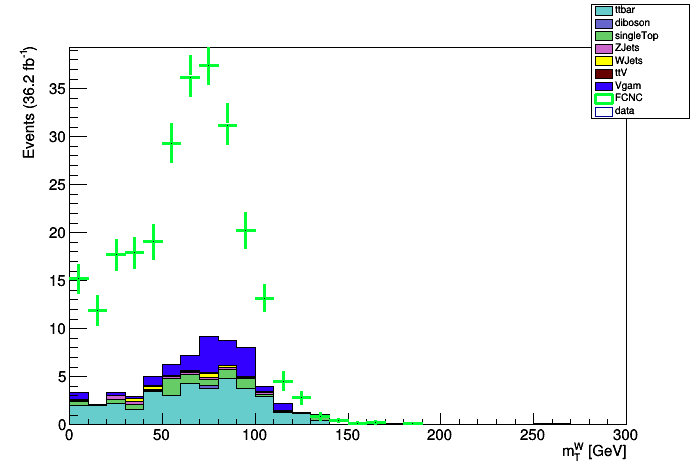 ttbar
diboson
singleTop
ZJets
WJets
ttV
Vgam
FCNC
data
Events (36.2 fb⁻¹)
35
30
25
20
15
10
5
0
0 50 100 150 200 250 300
m_T^W [GeV]